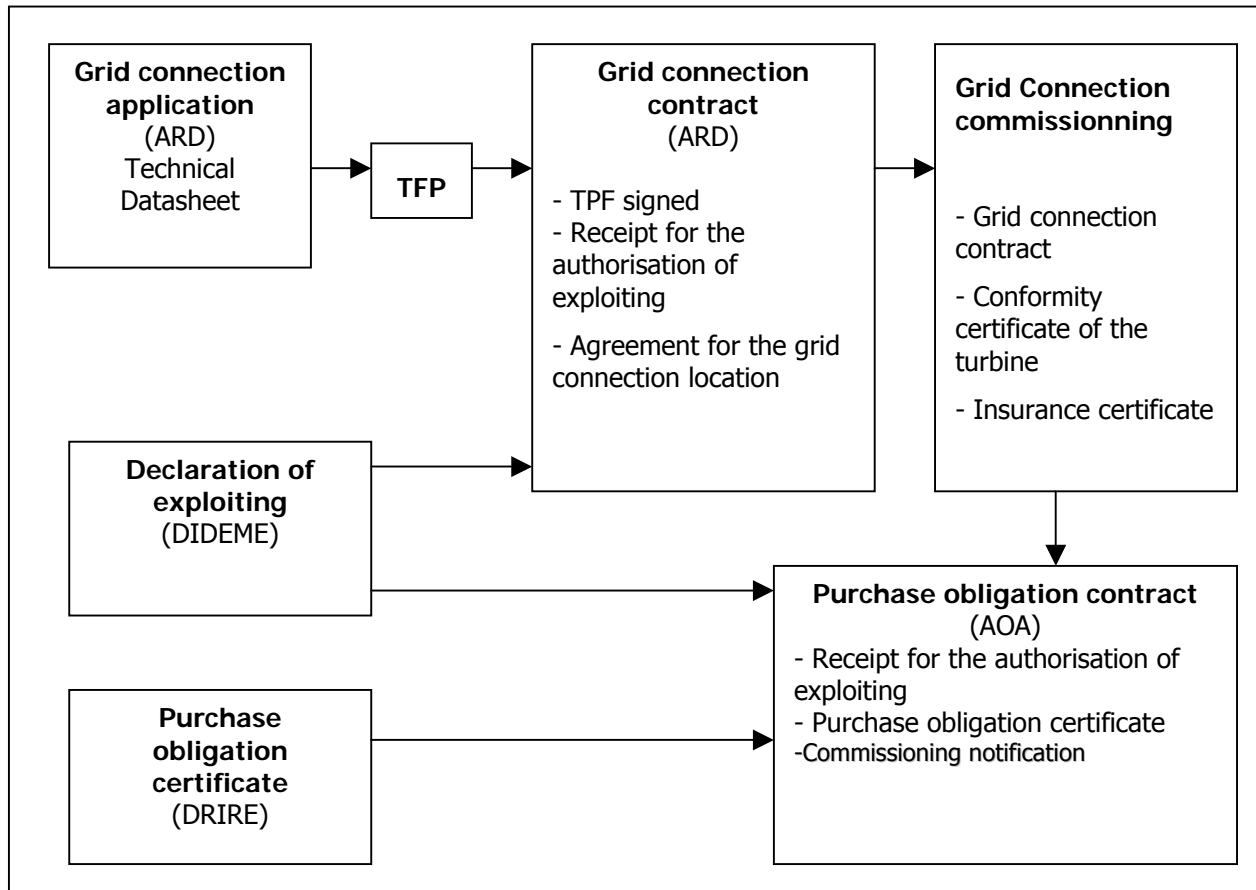 Grid connection
application
(ARD)
Technical
Datasheet
TFP
Grid connection
contract
(ARD)
- TPF signed
- Receipt for the
authorisation of
exploiting
- Agreement for the grid
connection location
Grid Connection
commissionning
- Grid connection
contract
- Conformity
certificate of the
turbine
- Insurance certificate
Declaration of
exploiting
(DIDEME)
Purchase obligation contract
(AOA)
- Receipt for the authorisation of
exploiting
- Purchase obligation certificate
-Commissioning notification
Purchase
obligation
certificate
(DRIRE)